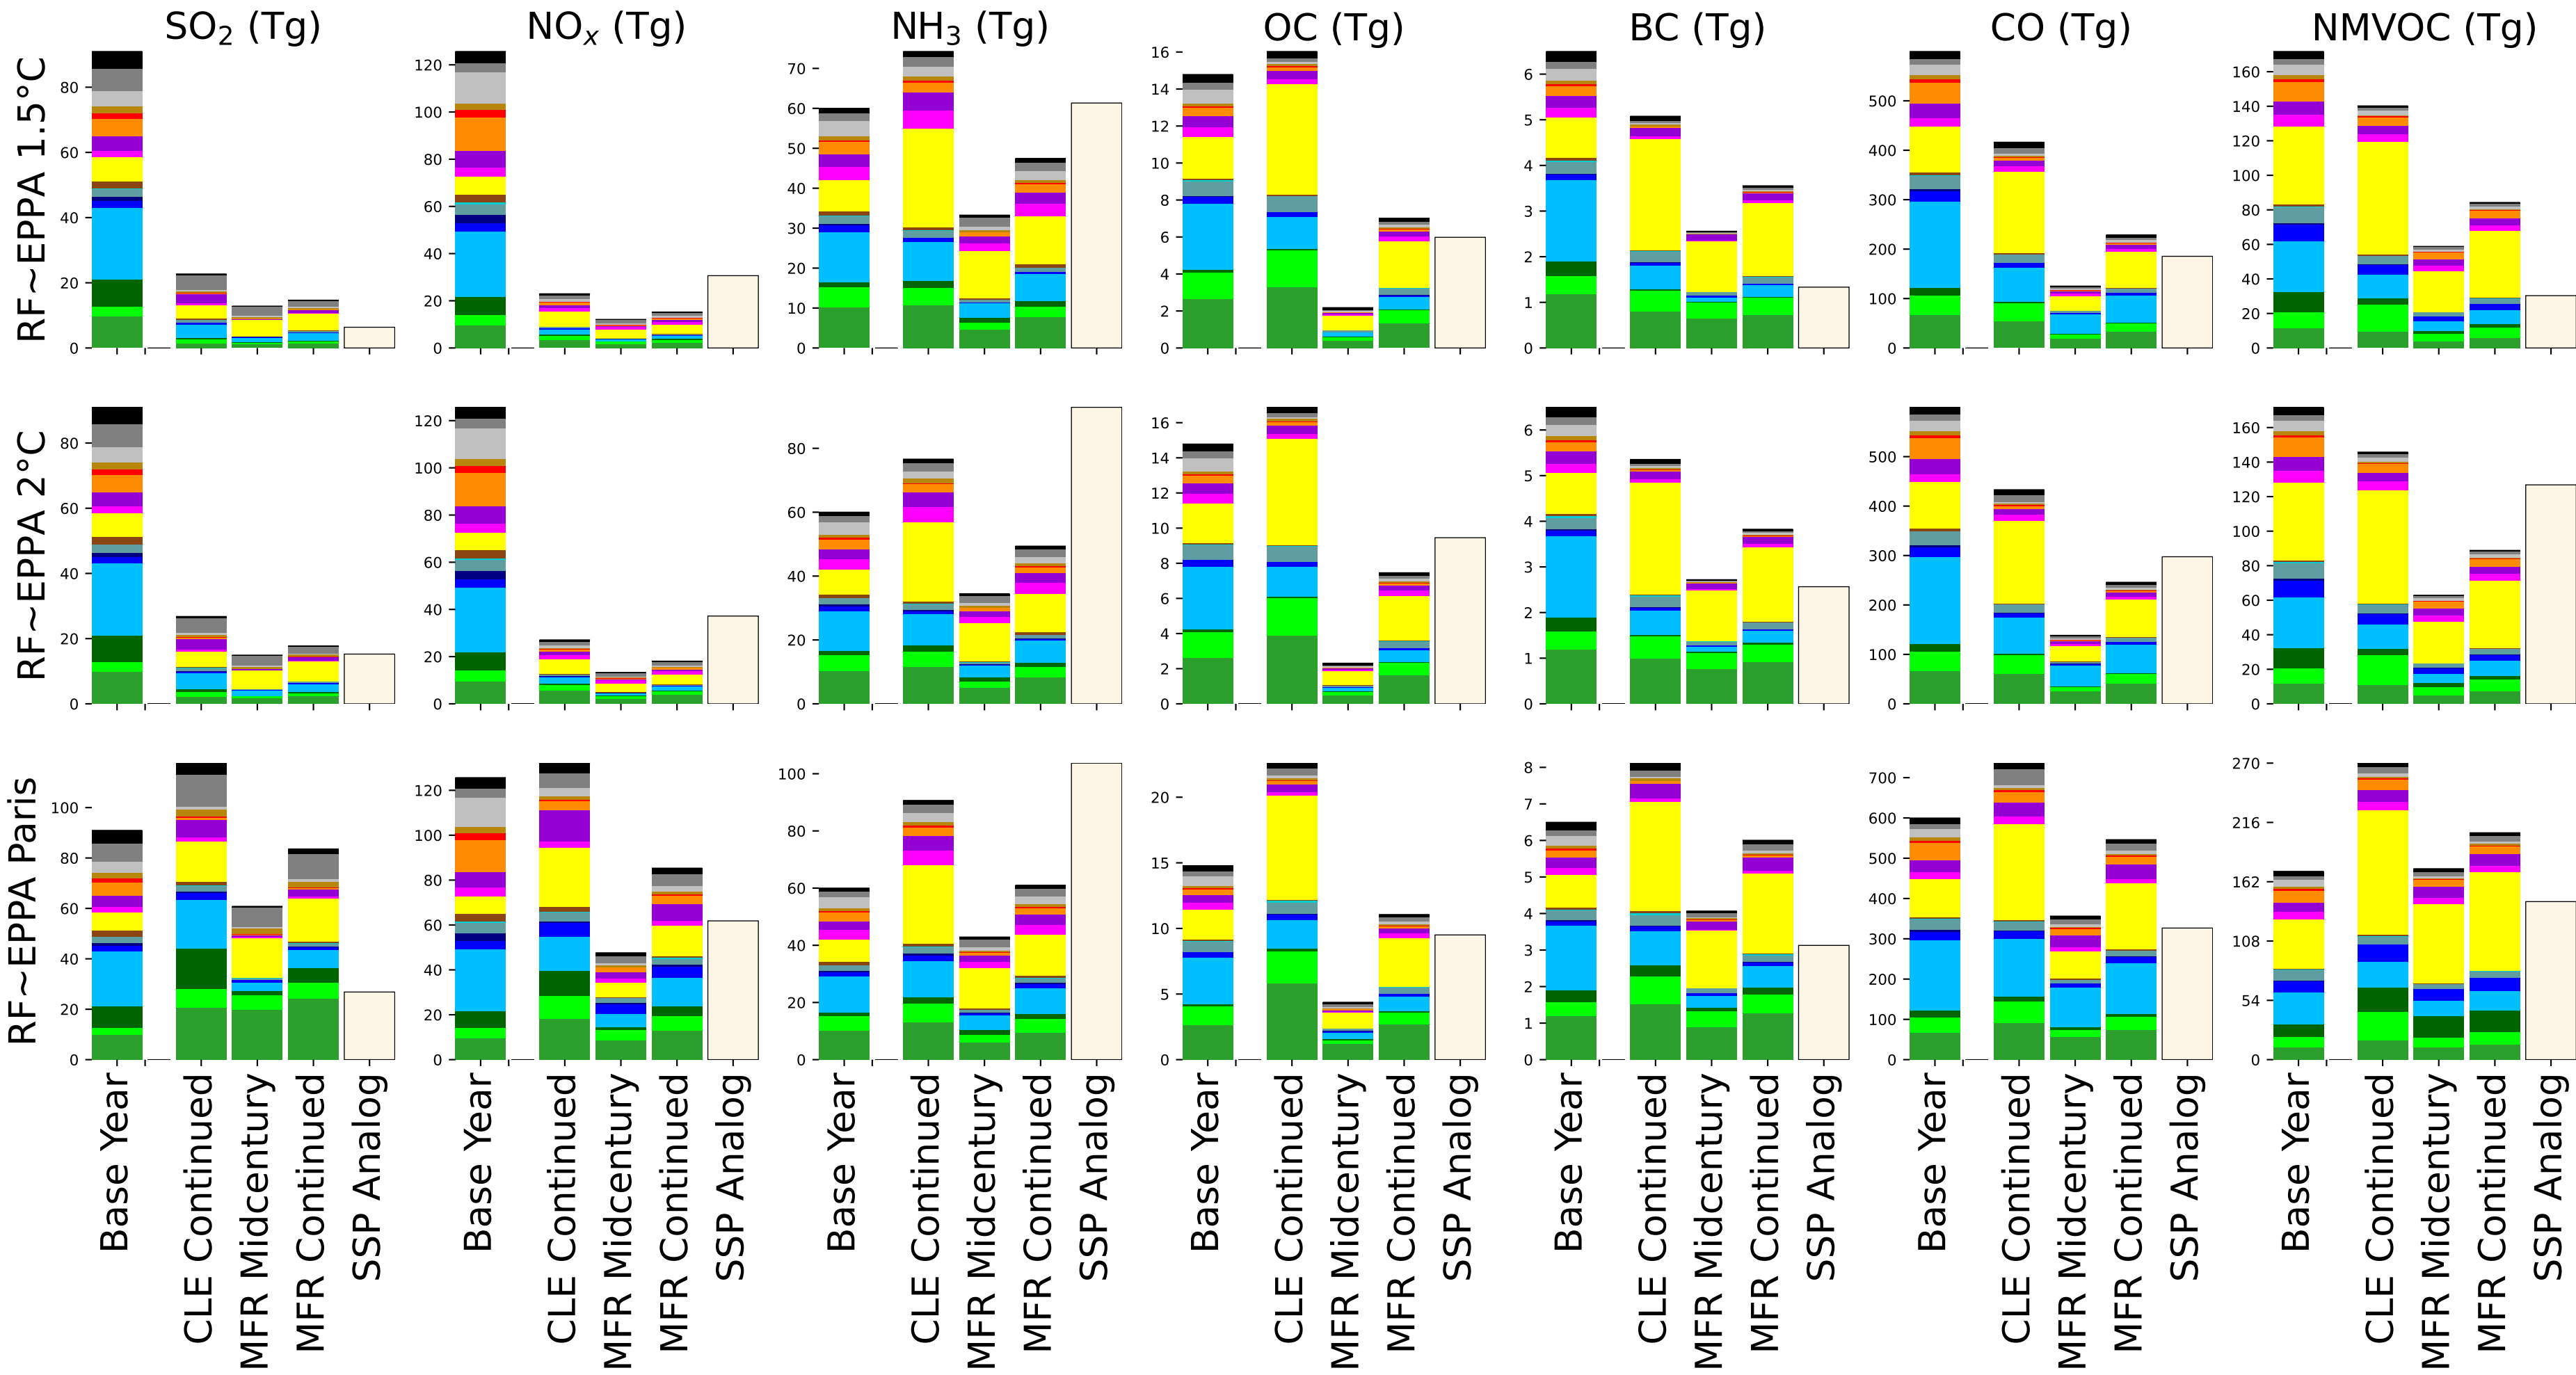 SO₂ (Tg) NOₓ (Tg) NH₃ (Tg) OC (Tg) BC (Tg) CO (Tg) NMVOC (Tg)
RF~EPPA 1.5°C
80 60 40 20 0
120 100 80 60 40 20 0
70 60 50 40 30 20 10 0
16 14 12 10 8 6 4 2 0
6 5 4 3 2 1 0
500 400 300 200 100 0
160 140 120 100 80 60 40 20 0
RF~EPPA 2°C
80 60 40 20 0
120 100 80 60 40 20 0
80 60 40 20 0
16 14 12 10 8 6 4 2 0
6 5 4 3 2 1 0
500 400 300 200 100 0
160 140 120 100 80 60 40 20 0
RF~EPPA Paris
100 80 60 40 20 0
120 100 80 60 40 20 0
100 80 60 40 20 0
20 15 10 5 0
8 7 6 5 4 3 2 1 0
700 600 500 400 300 200 100 0
270 216 162 108 54 0
Base Year
CLE Continued
MFR Midcentury
MFR Continued
SSP Analog
Base Year
CLE Continued
MFR Midcentury
MFR Continued
SSP Analog
Base Year
CLE Continued
MFR Midcentury
MFR Continued
SSP Analog
Base Year
CLE Continued
MFR Midcentury
MFR Continued
SSP Analog
Base Year
CLE Continued
MFR Midcentury
MFR Continued
SSP Analog
Base Year
CLE Continued
MFR Midcentury
MFR Continued
SSP Analog
Base Year
CLE Continued
MFR Midcentury
MFR Continued
SSP Analog